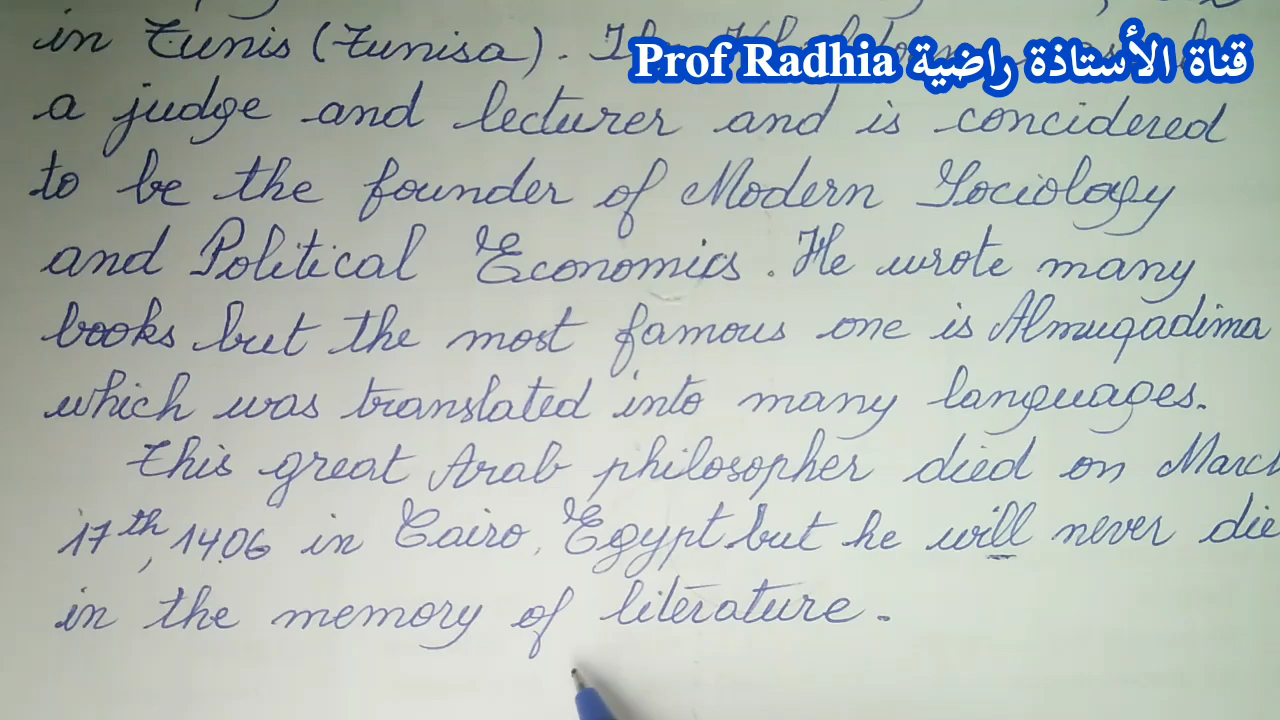 in Tunis (Tunisa). Ibn
Prof Radhia قناة الأستاذة راضية
a judge and lecturer and is concidered
to be the founder of Modern Sociology
and Political Economics. He wrote many
books but the most famous one is Almuqadima
which was translated into many languages.
This great Arab philosopher died on March
17th, 1406 in Cairo, Egypt but he will never die
in the memory of literature.